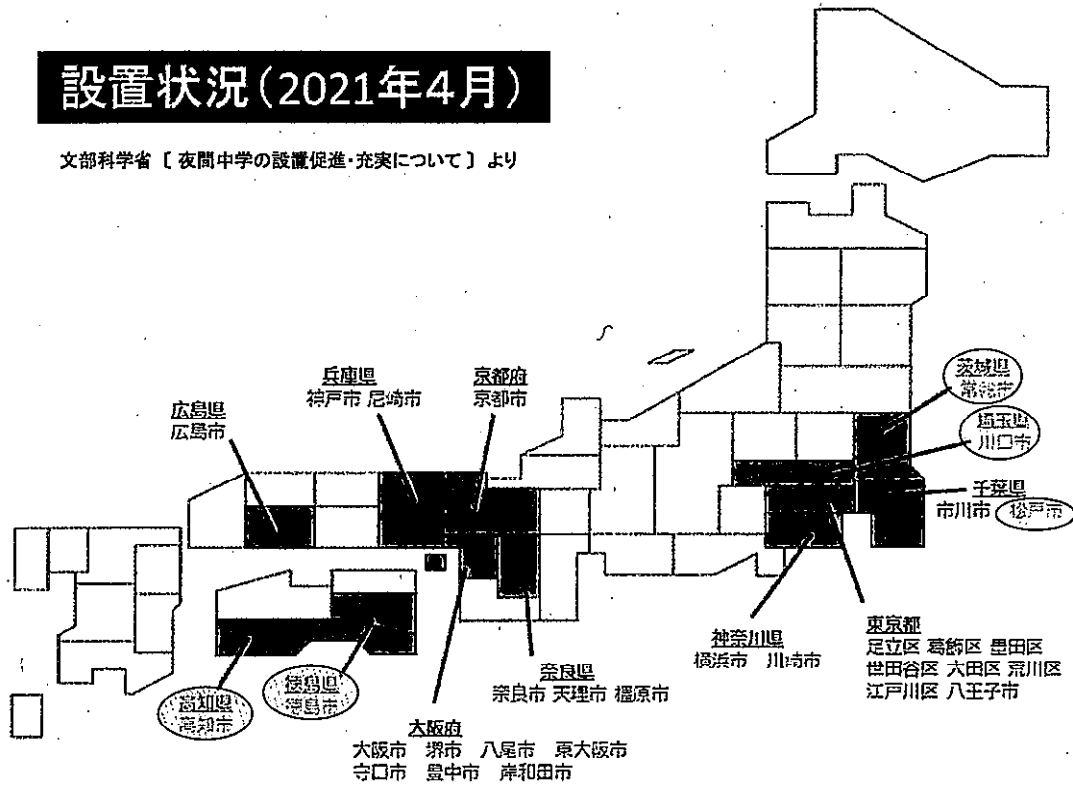 設置状況(2021年4月)
文部科学省 [ 夜間中学の設置促進・充実について ] より
兵庫県
神戸市 尼崎市
京都府
京都市
広島県
広島市
茨城県
常総市
埼玉県
川口市
千葉県
市川市 松戸市
東京都
足立区 葛飾区 墨田区
世田谷区 大田区 荒川区
江戸川区 八王子市
神奈川県
横浜市 川崎市
奈良県
奈良市 天理市 橿原市
徳島県
徳島市
高知県
高知市
大阪府
大阪市 堺市 八尾市 東大阪市
守口市 豊中市 岸和田市